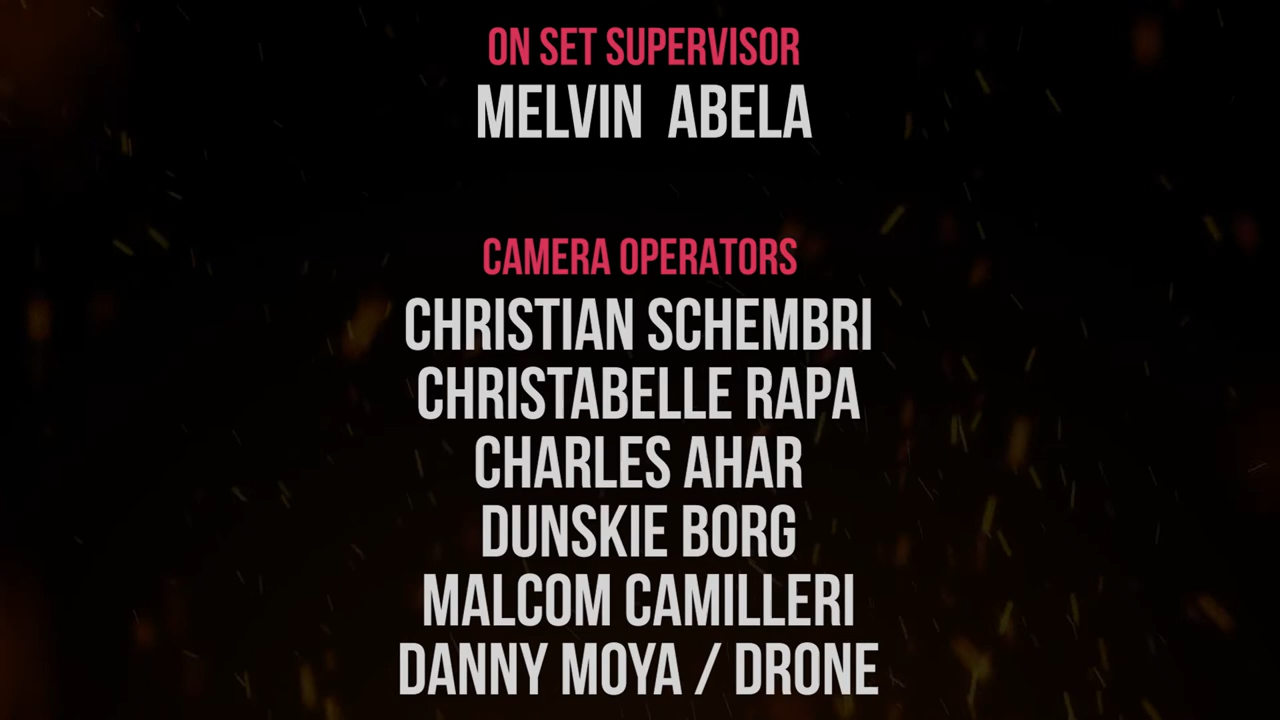 ON SET SUPERVISOR
MELVIN ABELA
CAMERA OPERATORS
CHRISTIAN SCHEMBRI
CHRISTABELLE RAPA
CHARLES AHAR
DUNSKIE BORG
MALCOM CAMILLERI
DANNY MOYA / DRONE